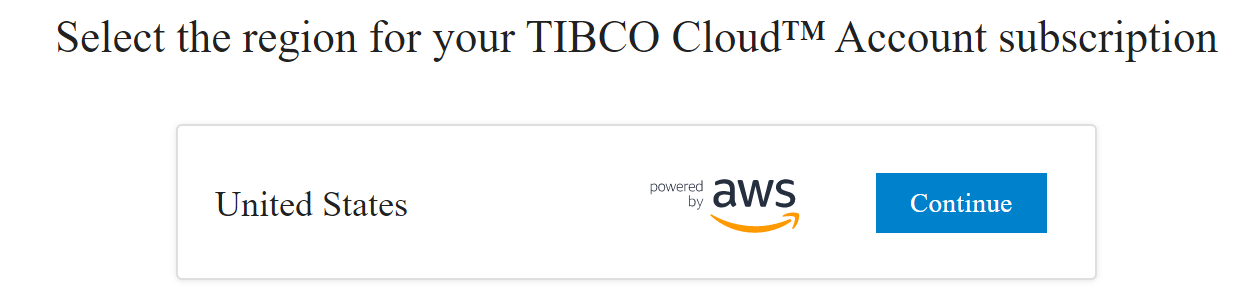 Select the region for your TIBCO Cloud™ Account subscription
United States
powered
by
aws
Continue